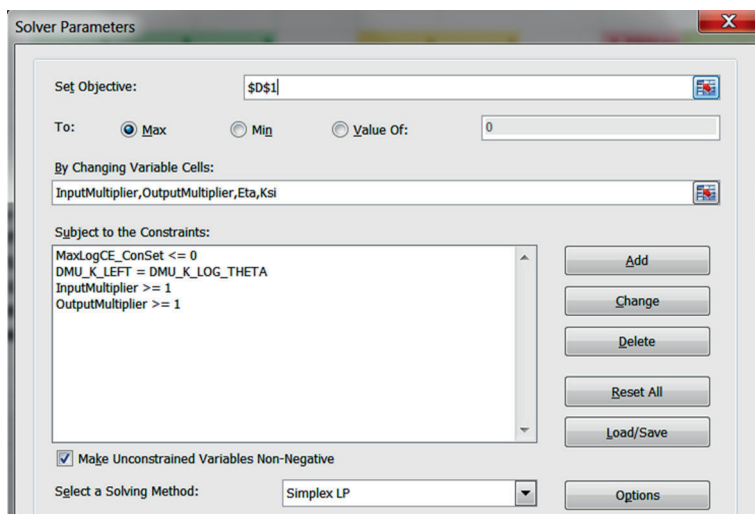 Solver Parameters
Set Objective: $D$1
To: Max Min Value Of: 0
By Changing Variable Cells:
InputMultiplier,OutputMultiplier,Eta,Ksi
Subject to the Constraints:
MaxLogCE_ConSet <= 0
DMU_K_LEFT = DMU_K_LOG_THETA
InputMultiplier >= 1
OutputMultiplier >= 1
Add
Change
Delete
Reset All
Load/Save
Make Unconstrained Variables Non-Negative
Select a Solving Method: Simplex LP Options